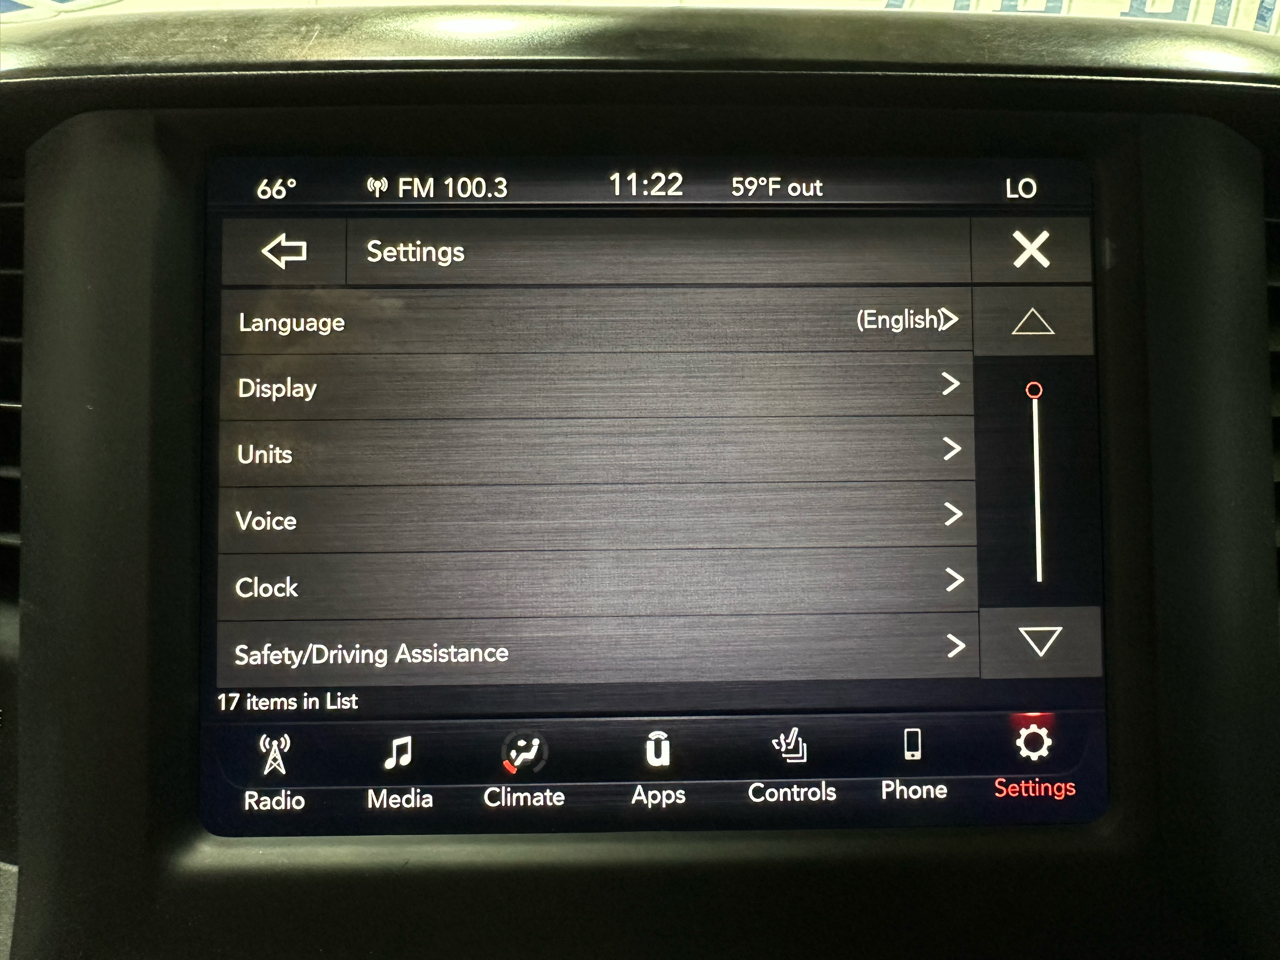 66° FM 100.3 11:22 59°F out LO
Settings
Language (English)
Display
Units
Voice
Clock
Safety/Driving Assistance
17 items in List
Radio Media Climate Apps Controls Phone Settings